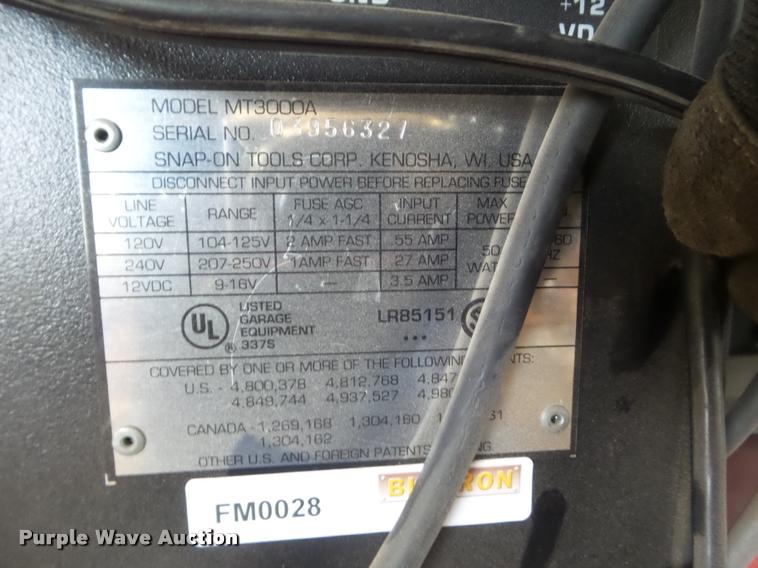 +12
MODEL MT3000A
SERIAL NO. 03956327
SNAP-ON TOOLS CORP. KENOSHA, WI. USA
DISCONNECT INPUT POWER BEFORE REPLACING FUSE
LINE VOLTAGE RANGE FUSE AGC 1/4 x 1-1/4 INPUT CURRENT MAX POWER
120V 104-125V 2 AMP FAST .55 AMP 60
240V 207-250V 1AMP FAST .27 AMP HZ
12VDC 9-16V — 3.5 AMP —
UL
LISTED
GARAGE
EQUIPMENT
® 337S
LR85151
COVERED BY ONE OR MORE OF THE FOLLOWING
U.S. - 4,800,378 4,812,768
4,849,744 4,937,527
CANADA - 1,269,168 1,304,160
1,304,162
OTHER U.S. AND FOREIGN PATENTS
FM0028
Purple Wave Auction